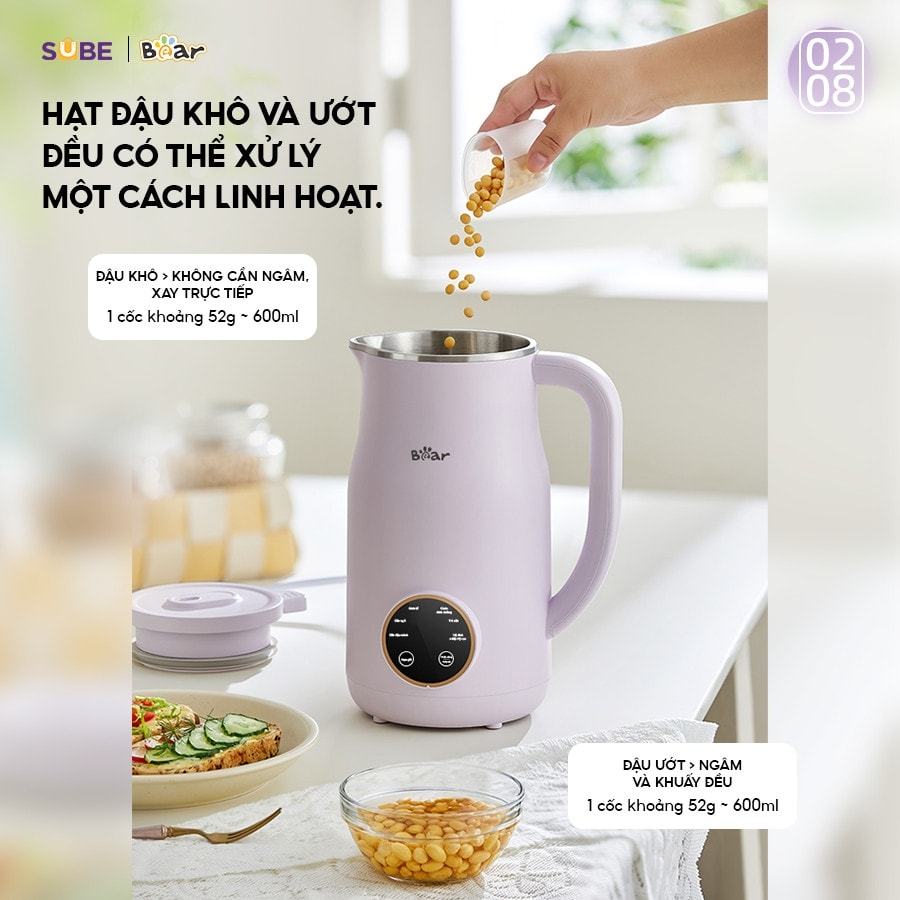 SUBE | Bear
02
08
HẠT ĐẬU KHÔ VÀ ƯỚT
ĐỀU CÓ THỂ XỬ LÝ
MỘT CÁCH LINH HOẠT.
ĐẬU KHÔ > KHÔNG CẦN NGÂM,
XAY TRỰC TIẾP
1 cốc khoảng 52g ~ 600ml
Bear
ĐẬU ƯỚT > NGÂM
VÀ KHUẤY ĐỀU
1 cốc khoảng 52g ~ 600ml